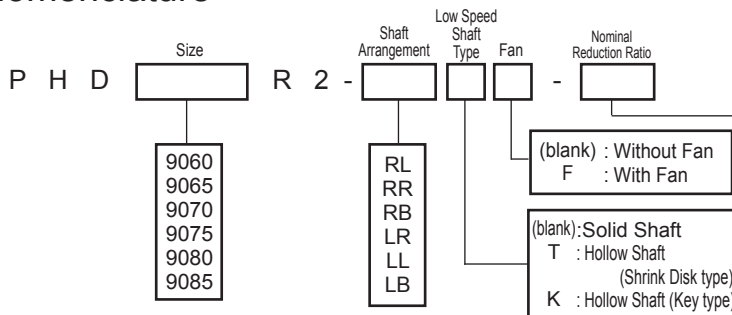 nomenclature
Size
Shaft Arrangement
Low Speed Shaft Type
Fan
Nominal Reduction Ratio
P H D R 2 - -
9060
9065
9070
9075
9080
9085
RL
RR
RB
LR
LL
LB
(blank) : Without Fan
F : With Fan
(blank):Solid Shaft
T : Hollow Shaft
(Shrink Disk type)
K : Hollow Shaft (Key type)